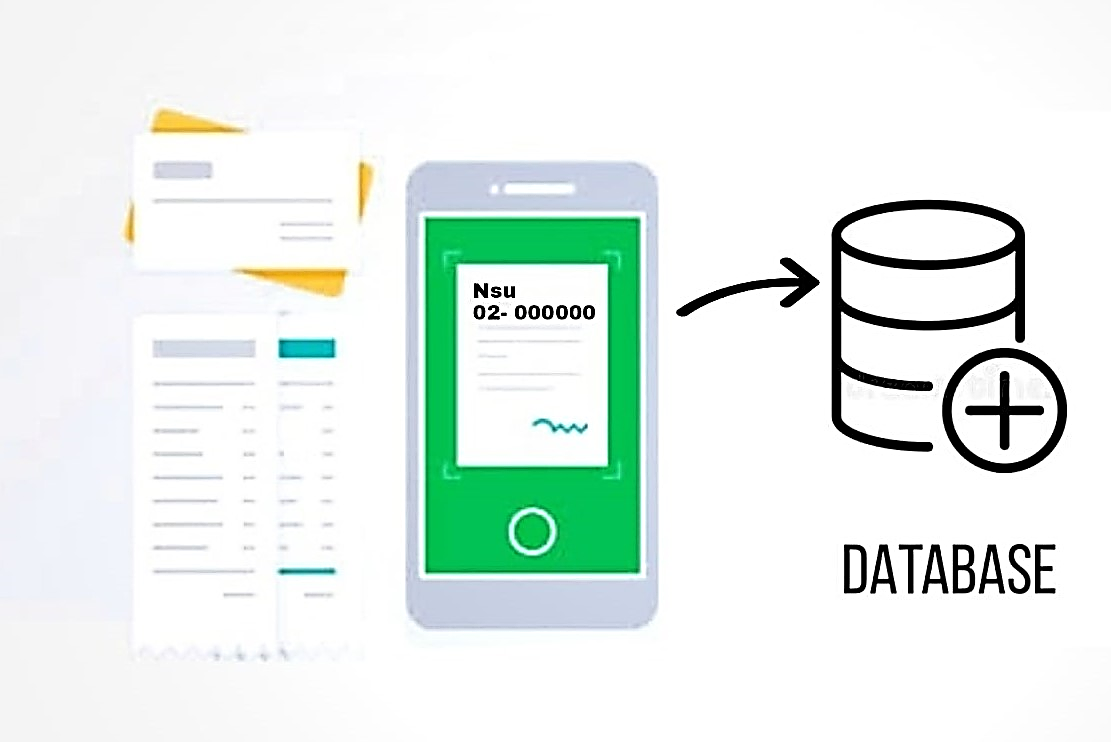 Nsu
02- 000000
DATABASE